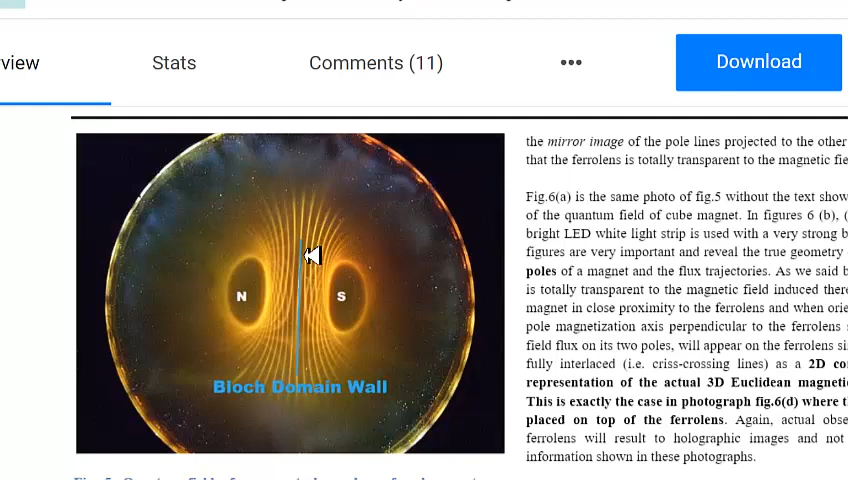 view
Stats
Comments (11)
•••
Download
N
S
Bloch Domain Wall
the mirror image of the pole lines projected to the other
that the ferrolens is totally transparent to the magnetic fie
Fig.6(a) is the same photo of fig.5 without the text show
of the quantum field of cube magnet. In figures 6 (b), (
bright LED white light strip is used with a very strong b
figures are very important and reveal the true geometry
poles of a magnet and the flux trajectories. As we said b
is totally transparent to the magnetic field induced there
magnet in close proximity to the ferrolens and when orie
pole magnetization axis perpendicular to the ferrolens s
field flux on its two poles, will appear on the ferrolens si
fully interlaced (i.e. criss-crossing lines) as a 2D co
representation of the actual 3D Euclidean magnetic
This is exactly the case in photograph fig.6(d) where t
placed on top of the ferrolens. Again, actual obse
ferrolens will result to holographic images and not
information shown in these photographs.